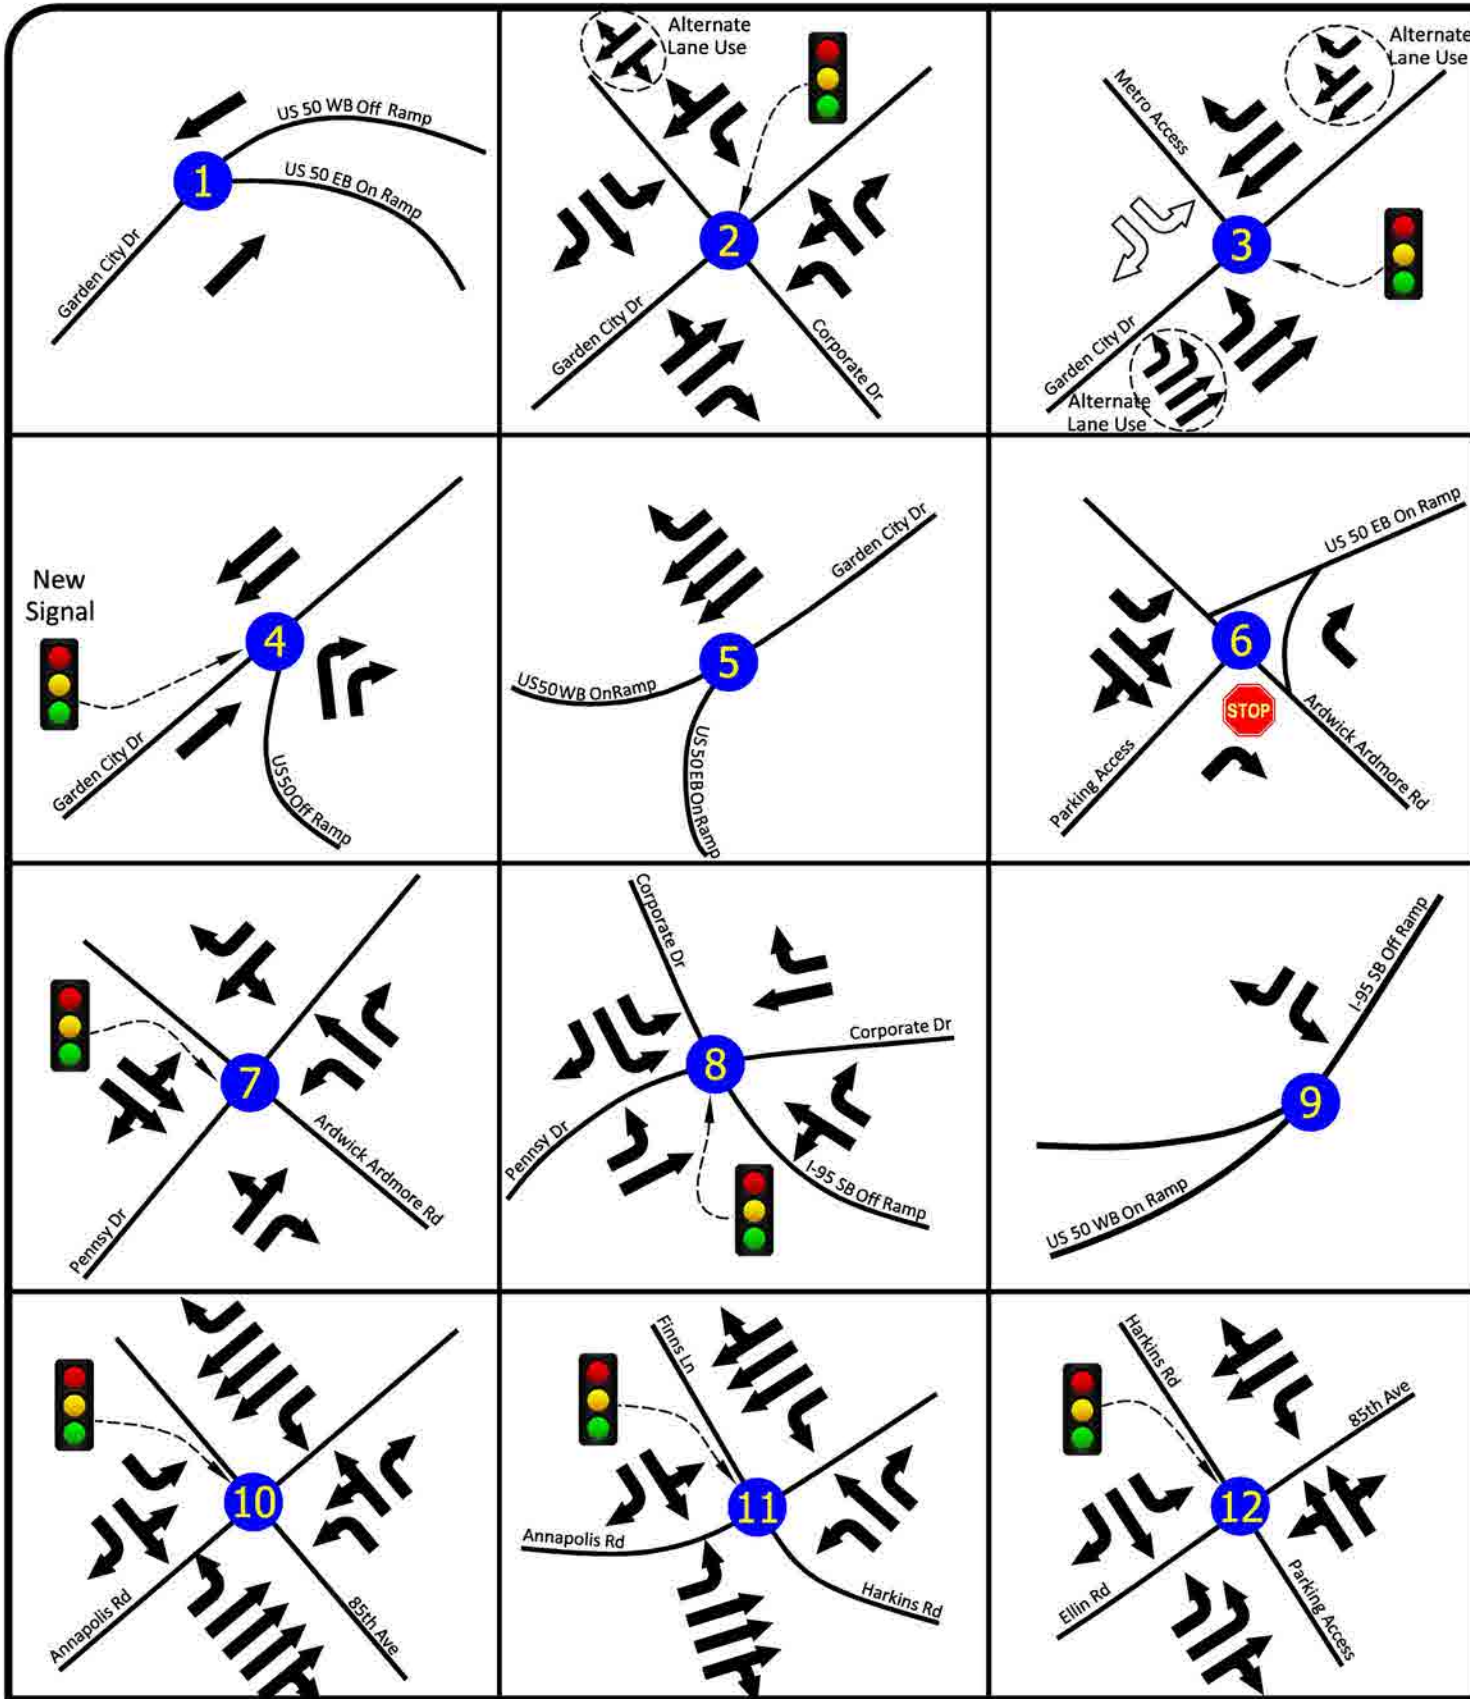 Alternate
Lane Use
US 50 WB Off Ramp
US 50 EB On Ramp
1
Garden City Dr
2
Garden City Dr
Corporate Dr
Alternate
Lane Use
Metro Access
3
Garden City Dr
Alternate
Lane Use
New
Signal
4
Garden City Dr
US50Off Ramp
Garden City Dr
5
US50WB OnRamp
US50EBOnRamp
US 50 EB On Ramp
6
STOP
Parking Access
Ardwick Ardmore Rd
7
Ardwick Ardmore Rd
Pennsy Dr
Corporate Dr
Corporate Dr
8
Pennsy Dr
I-95 SB Off Ramp
I-95 SB Off Ramp
9
US 50 WB On Ramp
10
Annapolis Rd
85th Ave
Finns Ln
11
Annapolis Rd
Harkins Rd
Harkins Rd
85th Ave
12
Ellin Rd
Parking Access